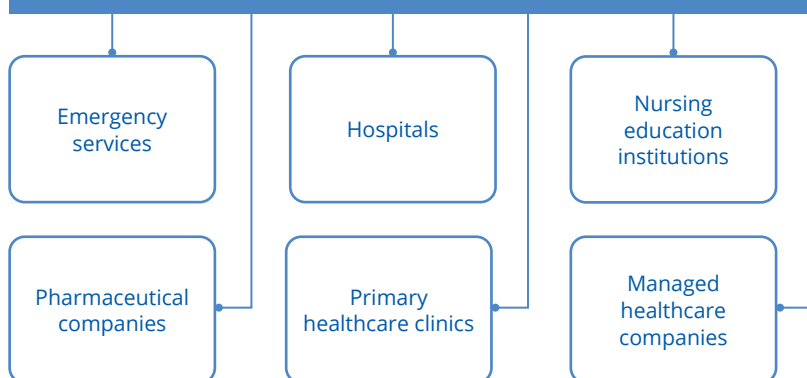 Emergency
services
Hospitals
Nursing
education
institutions
Pharmaceutical
companies
Primary
healthcare clinics
Managed
healthcare
companies